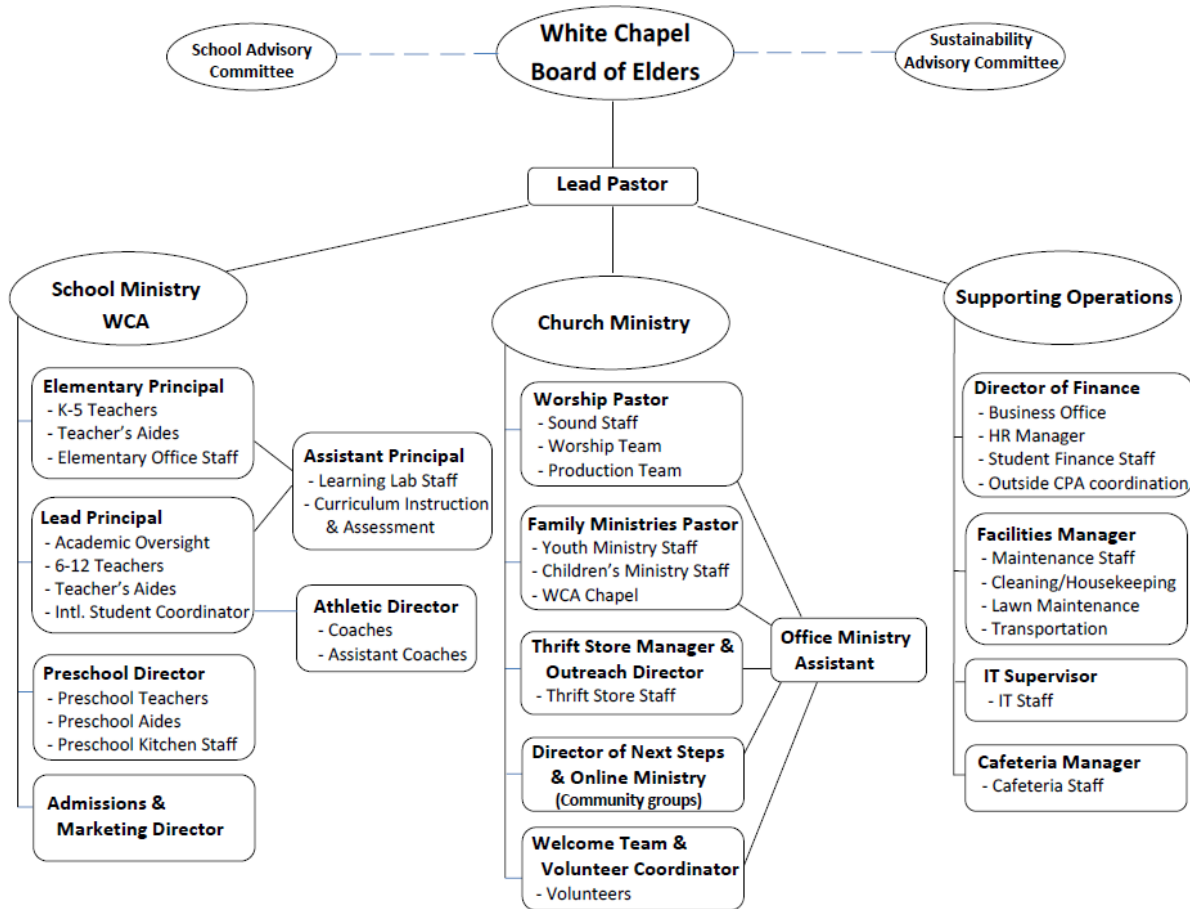 School Advisory
Committee
White Chapel
Board of Elders
Sustainability
Advisory Committee
Lead Pastor
School Ministry
WCA
Elementary Principal
- K-5 Teachers
- Teacher’s Aides
- Elementary Office Staff
Assistant Principal
- Learning Lab Staff
- Curriculum Instruction
& Assessment
Lead Principal
- Academic Oversight
- 6-12 Teachers
- Teacher’s Aides
- Intl. Student Coordinator
Athletic Director
- Coaches
- Assistant Coaches
Preschool Director
- Preschool Teachers
- Preschool Aides
- Preschool Kitchen Staff
Admissions &
Marketing Director
Church Ministry
Worship Pastor
- Sound Staff
- Worship Team
- Production Team
Family Ministries Pastor
- Youth Ministry Staff
- Children’s Ministry Staff
- WCA Chapel
Thrift Store Manager &
Outreach Director
- Thrift Store Staff
Director of Next Steps
& Online Ministry
(Community groups)
Welcome Team &
Volunteer Coordinator
- Volunteers
Office Ministry
Assistant
Supporting Operations
Director of Finance
- Business Office
- HR Manager
- Student Finance Staff
- Outside CPA coordination
Facilities Manager
- Maintenance Staff
- Cleaning/Housekeeping
- Lawn Maintenance
- Transportation
IT Supervisor
- IT Staff
Cafeteria Manager
- Cafeteria Staff